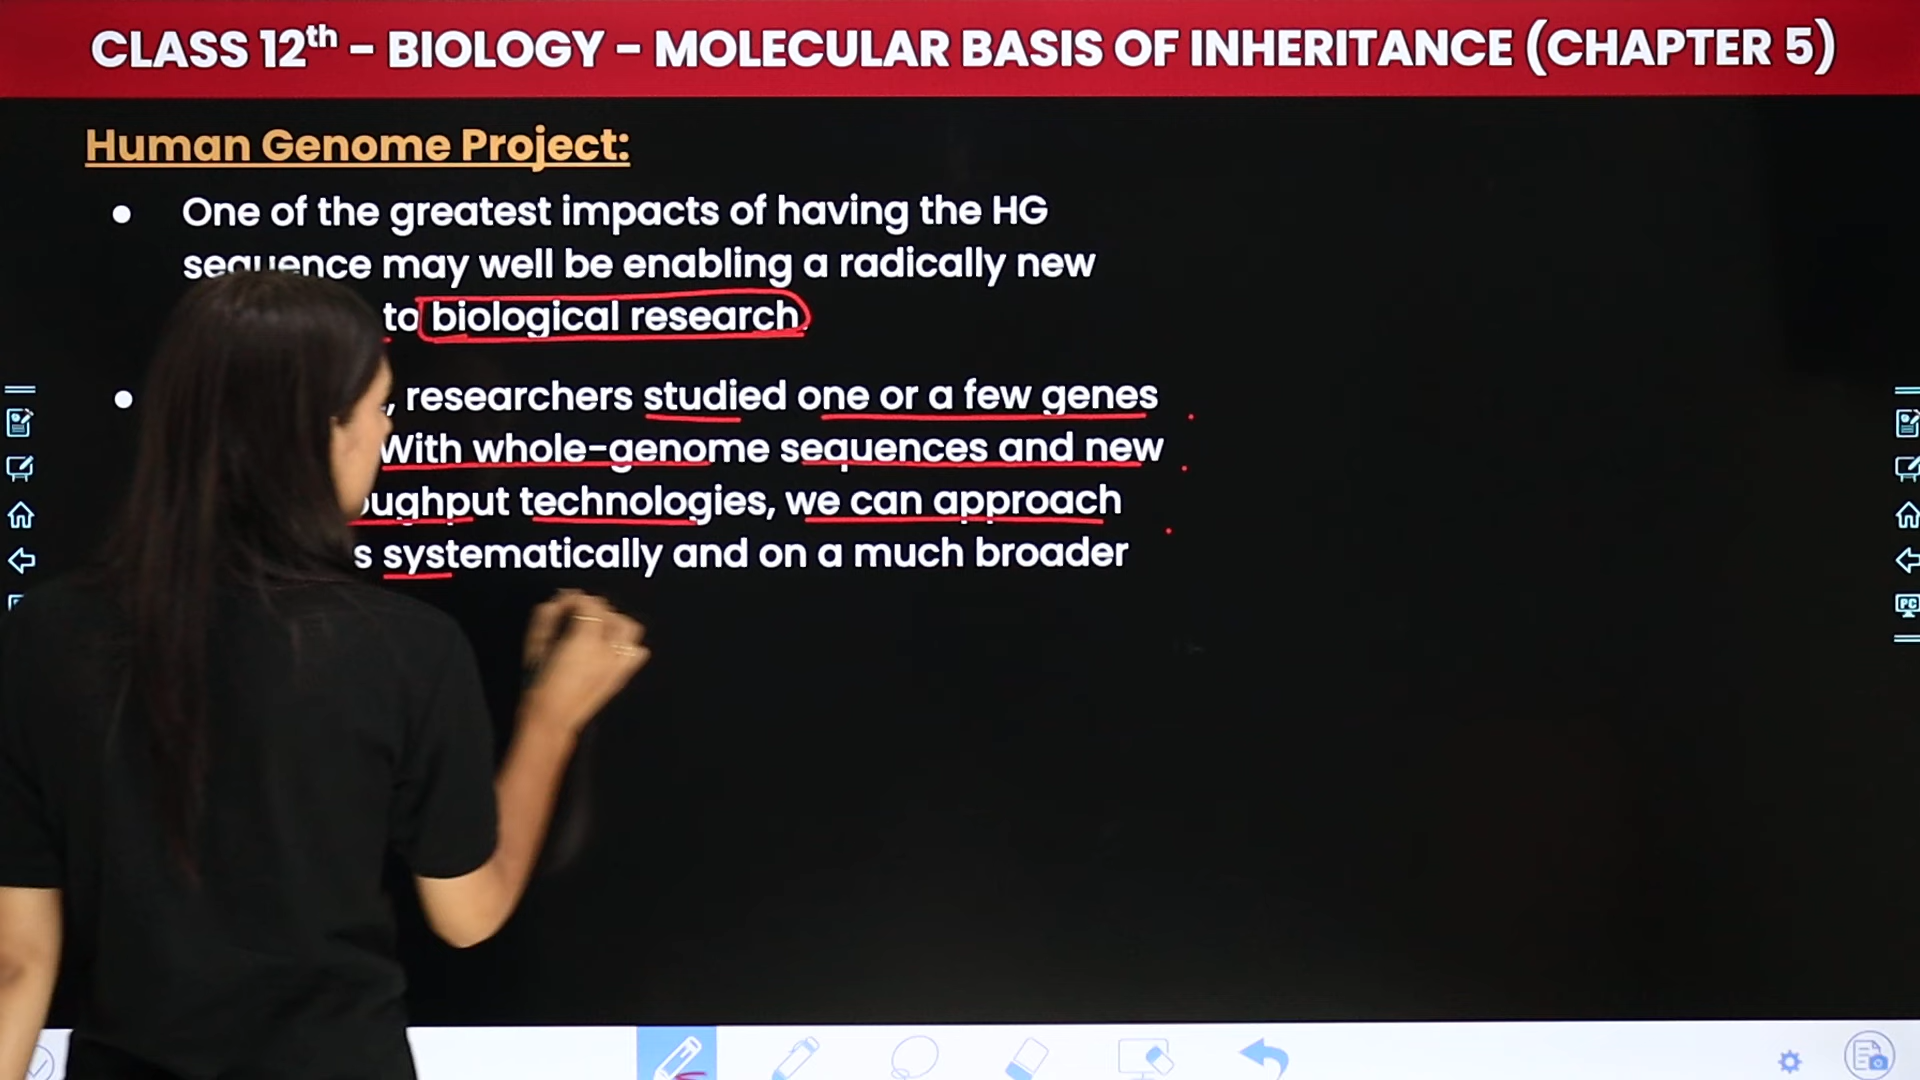 CLASS 12th – BIOLOGY – MOLECULAR BASIS OF INHERITANCE (CHAPTER 5)
Human Genome Project:
One of the greatest impacts of having the HG
sequence may well be enabling a radically new
to biological research
, researchers studied one or a few genes
With whole-genome sequences and new
technologies, we can approach
systematically and on a much broader
PC